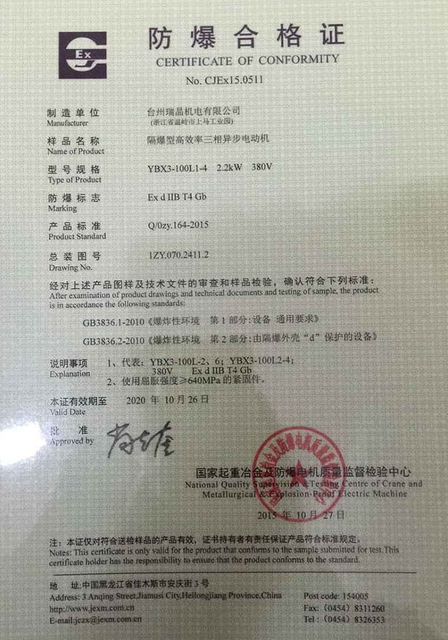 Ex
防爆合格证
CERTIFICATE OF CONFORMITY
No. CJEx15.0511
制造单位 台州瑞晶机电有限公司
Manufacturer (浙江省温岭市上马工业园)
样品名称 隔爆型高效率三相异步电动机
Name of Product
型号规格 YBX3-100L1-4 2.2kW 380V
Type of Product
防爆标志 Ex d IIB T4 Gb
Marking
产品标准 Q/0zy.164-2015
Product Standard
总装图号 1ZY.070.2411.2
Drawing No.
经对上述产品图样及技术文件的审查和样品检验，确认符合下列标准：
After examination of product drawings and technical documents and testing of sample, the product
is in accordance the following standards:
GB3836.1-2010《爆炸性环境 第1部分:设备 通用要求》
GB3836.2-2010《爆炸性环境 第2部分:由隔爆外壳“d”保护的设备》
说明事项 1、代表: YBX3-100L-2、6; YBX3-100L2-4;
Explanation 380V Ex d IIB T4 Gb
2、使用屈服强度≥640MPa的紧固件。
本证有效期至 2020 年 10 月 26 日
Valid Date
批准
Approved by
国家起重冶金及防爆电机质量监督检验中心
National Quality Supervision &Testing Centre of Crane and
Metallurgical & Explosion-Proof Electric Machine
2015 年 10 月 27 日
注: 本证仅对符合送检样品的产品有效，证书持有者有责任保证产品符合标准规定。
Notes: This certificate is only valid for the product that conforms to the sample submitted for test.This
certificate holder has the responsibility to ensure that the product conforms to the standard.
地址: 中国黑龙江省佳木斯市安庆街3号
Address: 3 Anqing Street,Jiamusi City,Heilongjiang Province,China Post code: 154005
http://www.jexm.com.cn Fax: (0454) 8311260
E-mail: jczx@jexm.com.cn Tel: (0454) 8326353